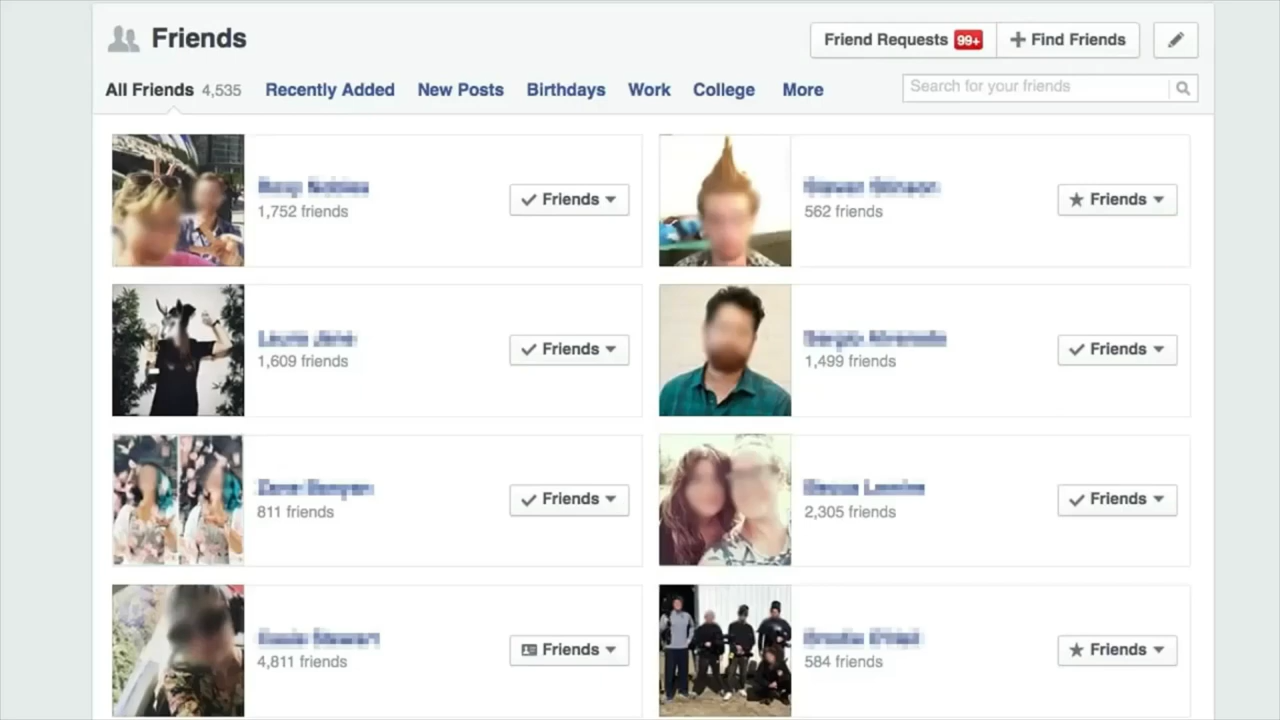 Friends
Friend Requests 99+
Find Friends
All Friends 4,535
Recently Added
New Posts
Birthdays
Work
College
More
Search for your friends
1,752 friends
Friends
562 friends
Friends
1,609 friends
Friends
1,499 friends
Friends
811 friends
Friends
2,305 friends
Friends
4,811 friends
Friends
584 friends
Friends